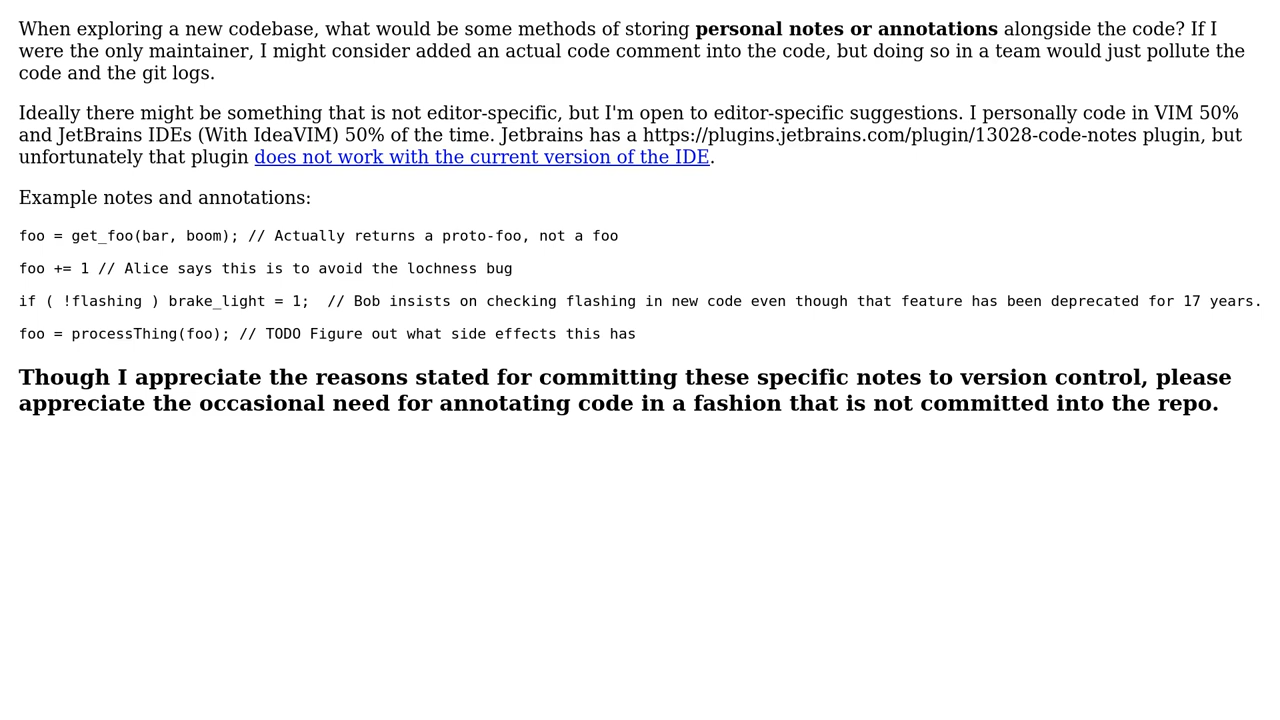 When exploring a new codebase, what would be some methods of storing personal notes or annotations alongside the code? If I
were the only maintainer, I might consider added an actual code comment into the code, but doing so in a team would just pollute the
code and the git logs.
Ideally there might be something that is not editor-specific, but I'm open to editor-specific suggestions. I personally code in VIM 50%
and JetBrains IDEs (With IdeaVIM) 50% of the time. Jetbrains has a https://plugins.jetbrains.com/plugin/13028-code-notes plugin, but
unfortunately that plugin does not work with the current version of the IDE.
Example notes and annotations:
foo = get_foo(bar, boom); // Actually returns a proto-foo, not a foo
foo += 1 // Alice says this is to avoid the lochness bug
if ( !flashing ) brake_light = 1;  // Bob insists on checking flashing in new code even though that feature has been deprecated for 17 years.
foo = processThing(foo); // TODO Figure out what side effects this has
Though I appreciate the reasons stated for committing these specific notes to version control, please
appreciate the occasional need for annotating code in a fashion that is not committed into the repo.